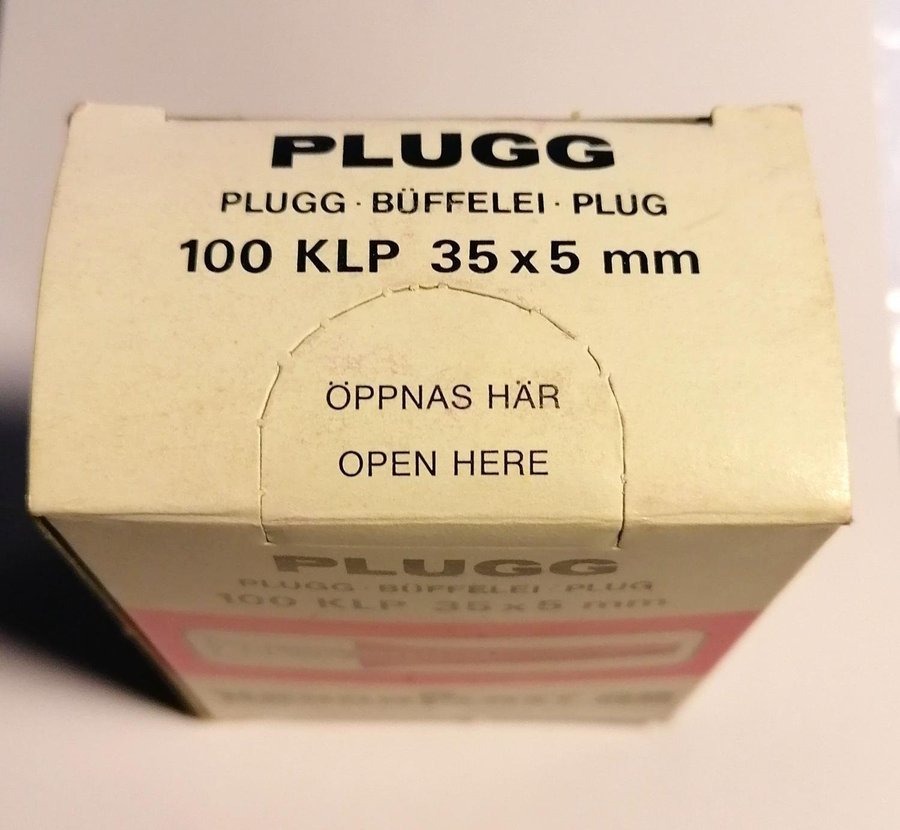 PLUGG
PLUGG · BÜFFELEI · PLUG
100 KLP 35 x 5 mm
ÖPPNAS HÄR
OPEN HERE
PLUGG
PLUGG · BÜFFELEI · PLUG
100 KLP 35 x 5 mm